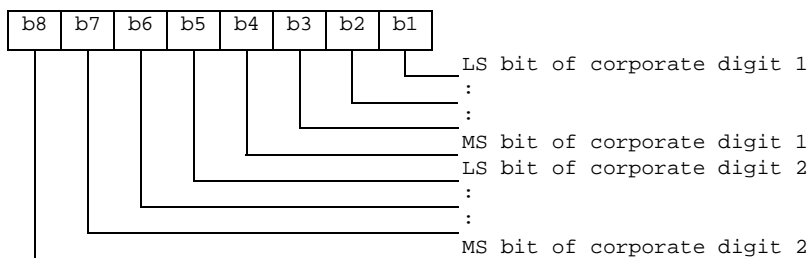 b8 b7 b6 b5 b4 b3 b2 b1
LS bit of corporate digit 1
:
:
MS bit of corporate digit 1
LS bit of corporate digit 2
:
:
MS bit of corporate digit 2